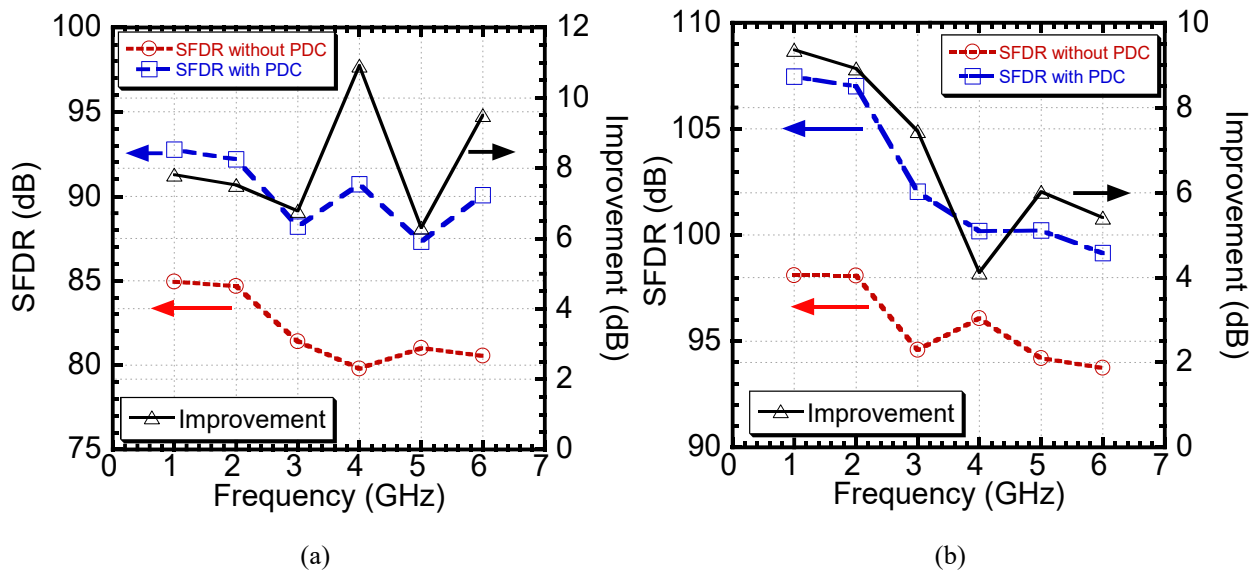 SFDR without PDC
SFDR with PDC
Improvement
100
95
90
85
80
75
SFDR (dB)
12
10
8
6
4
2
0
Improvement (dB)
0 1 2 3 4 5 6 7
Frequency (GHz)
(a)
SFDR without PDC
SFDR with PDC
Improvement
110
105
100
95
90
SFDR (dB)
10
8
6
4
2
0
Improvement (dB)
0 1 2 3 4 5 6 7
Frequency (GHz)
(b)